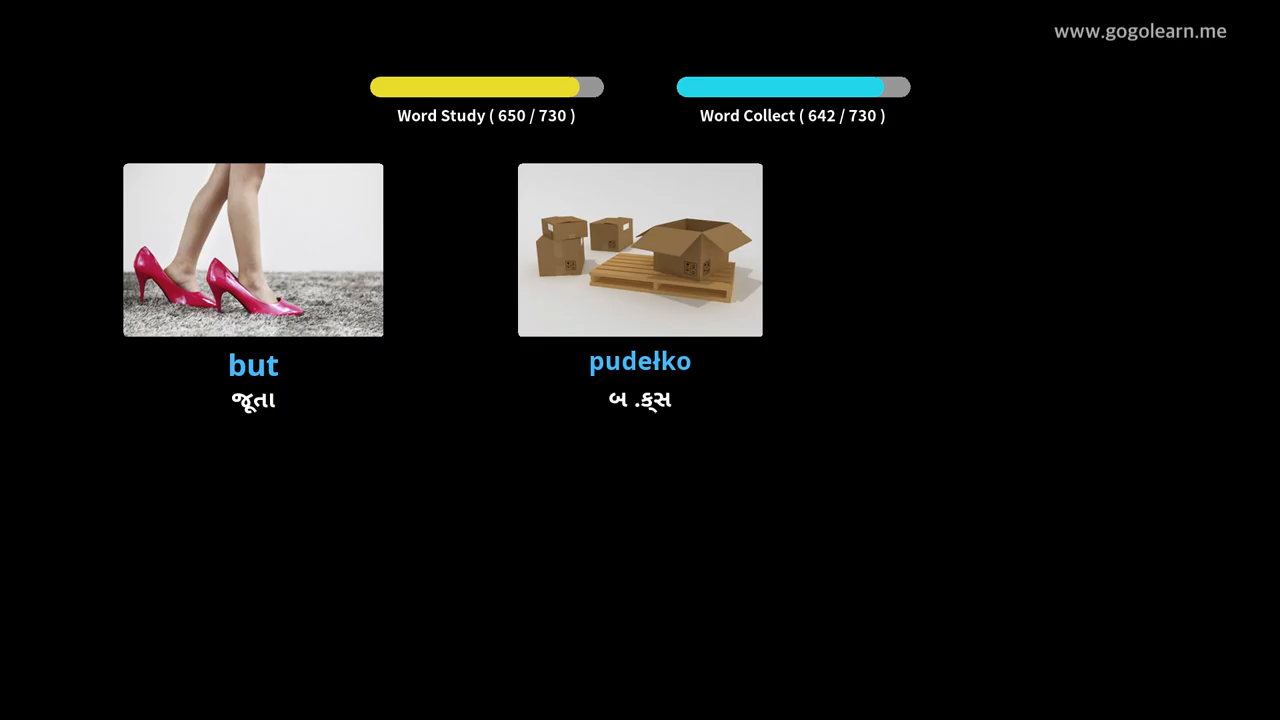 www.gogolearn.me
Word Study ( 650 / 730 )
Word Collect ( 642 / 730 )
but
જૂતા
pudełko
બ .ક્સ